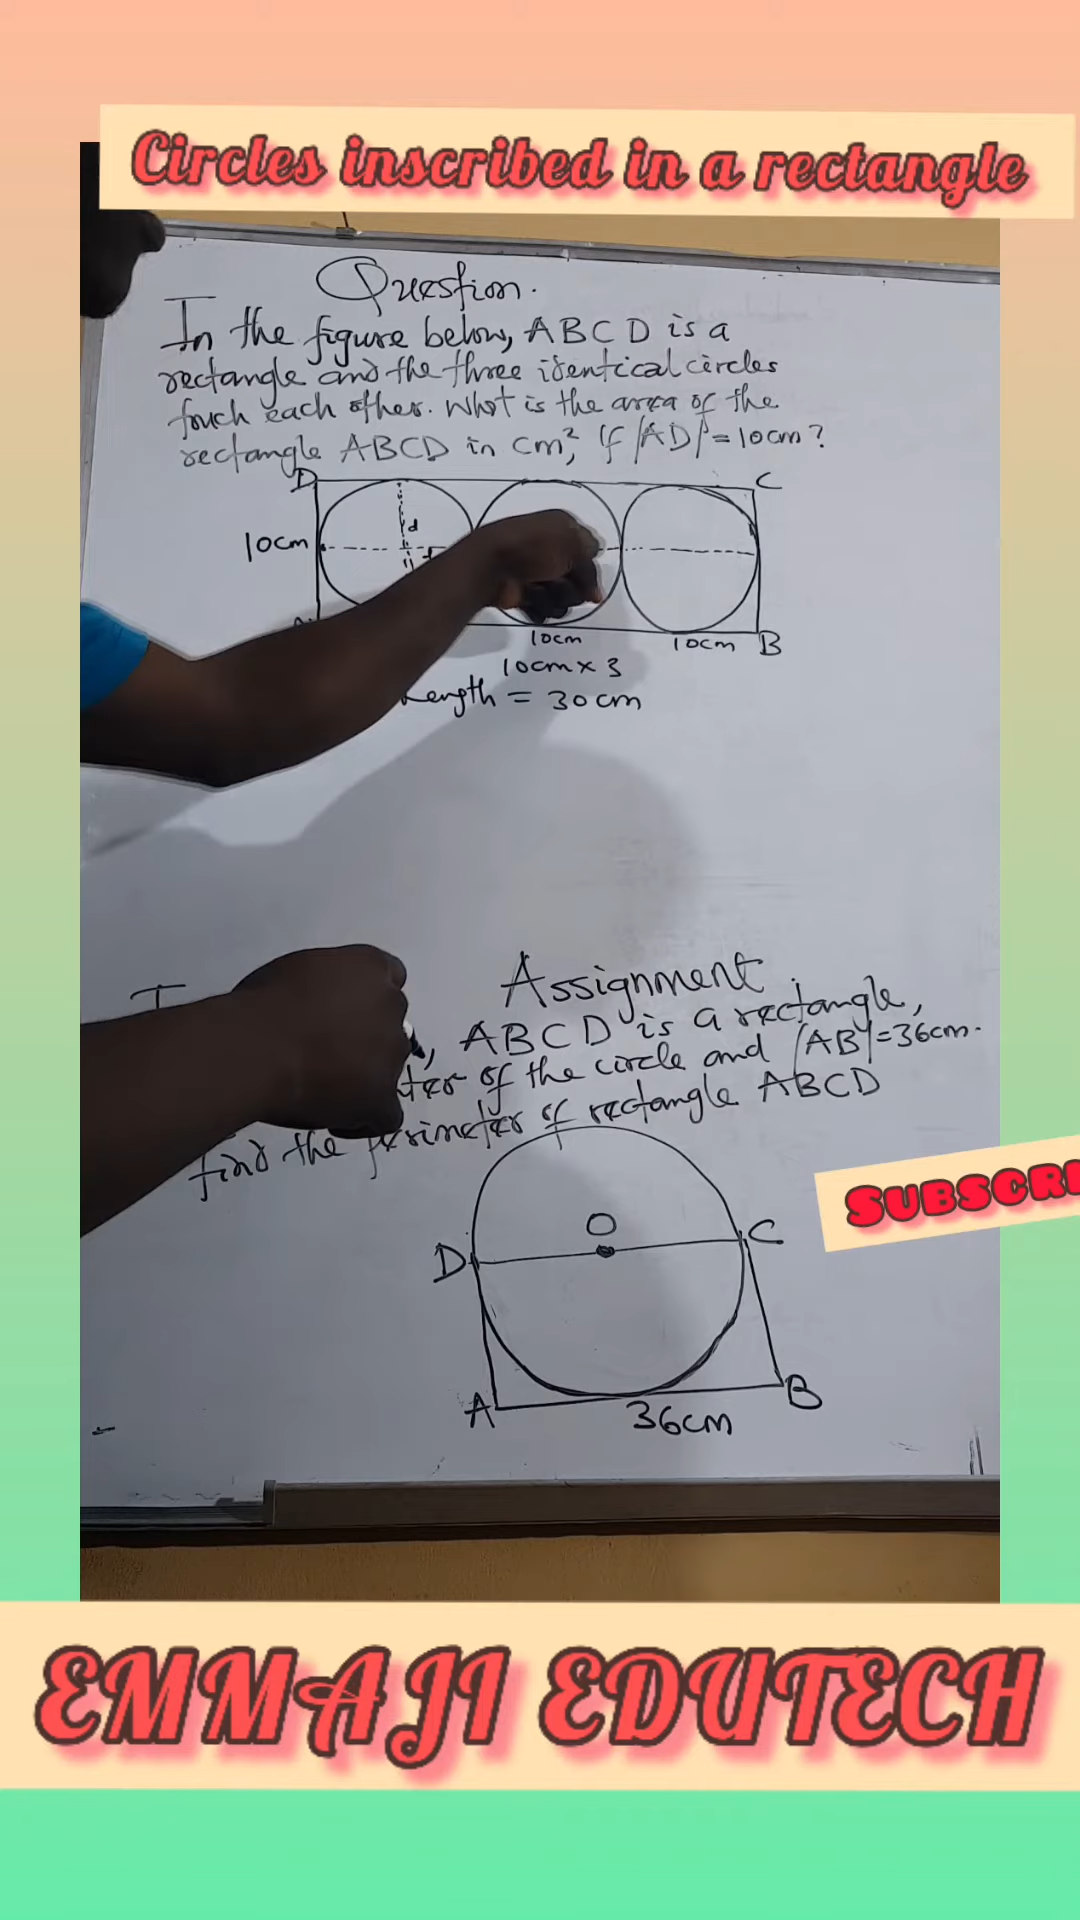 Circles inscribed in a rectangle
Question.
In the figure below, ABCD is a
rectangle and the three identical circles
touch each other. What is the area of the
rectangle ABCD in cm², if |AD| = 10cm?
D C
10cm d
10cm 10cm B
10cm x 3
Length = 30cm
Assignment
, ABCD is a rectangle,
of the circle and |AB| = 36cm.
find the perimeter of rectangle ABCD
O
D C
A B
36cm
SUBSCRI
EMMAJI EDUTECH